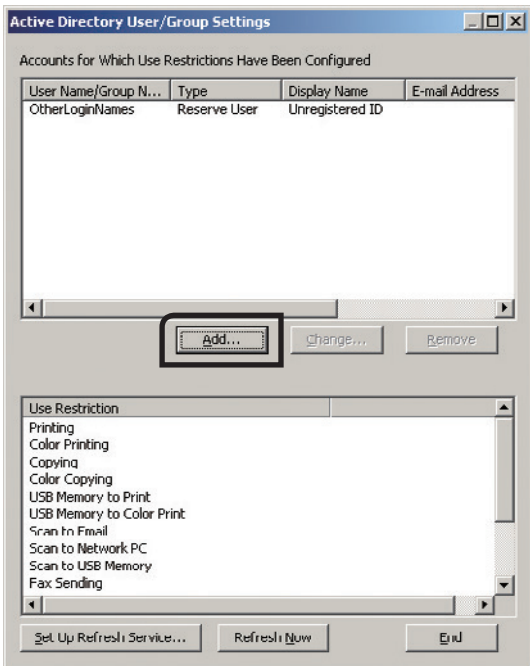 Active Directory User/Group Settings
Accounts for Which Use Restrictions Have Been Configured
User Name/Group N... Type Display Name E-mail Address
OtherLoginNames Reserve User Unregistered ID
Add... Change... Remove
Use Restriction
Printing
Color Printing
Copying
Color Copying
USB Memory to Print
USB Memory to Color Print
Scan to Email
Scan to Network PC
Scan to USB Memory
Fax Sending
Set Up Refresh Service... Refresh Now End